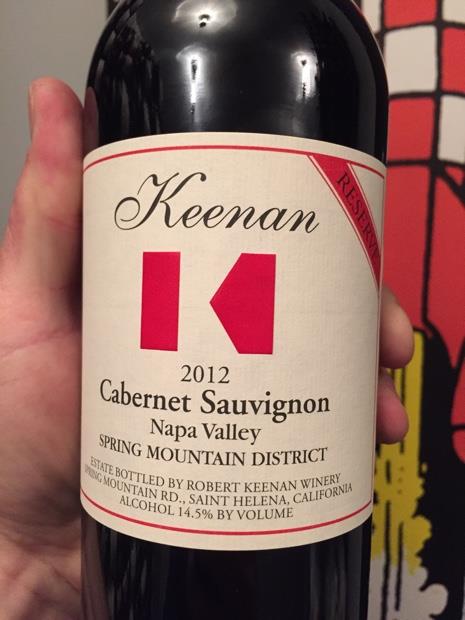 Keenan
RESERVE
K
2012
Cabernet Sauvignon
Napa Valley
SPRING MOUNTAIN DISTRICT
ESTATE BOTTLED BY ROBERT KEENAN WINERY
SPRING MOUNTAIN RD., SAINT HELENA, CALIFORNIA
ALCOHOL 14.5% BY VOLUME